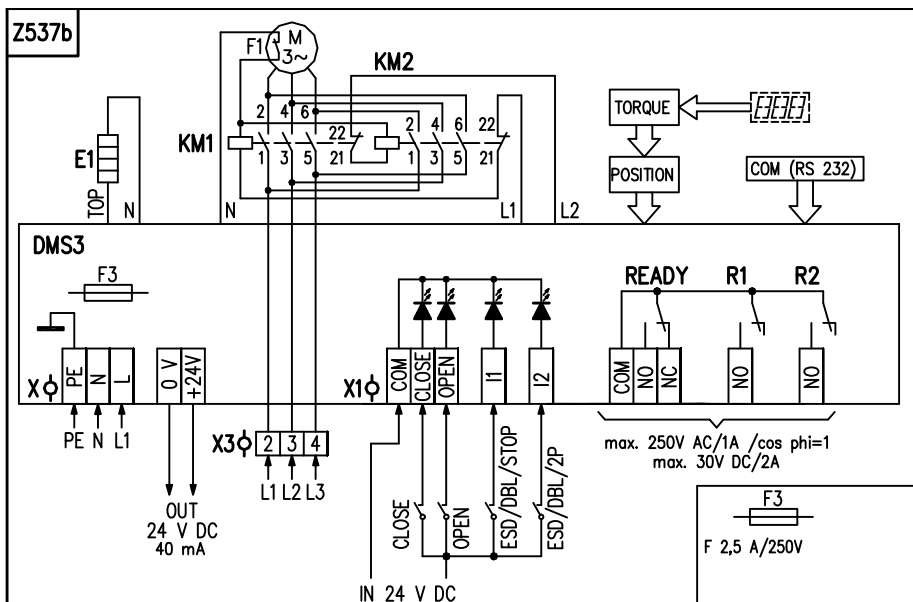 Z537b
F1
M
3~
KM2
2 4 6
22
2 4 6 22
KM1
1 3 5
21
1 3 5 21
E1
TOP
N
N
L1
L2
TORQUE
POSITION
COM (RS 232)
DMS3
F3
READY R1 R2
X
PE
N
L
0 V
+24V
X1
COM
CLOSE
OPEN
I1
I2
COM
NO
NC
NO
NO
PE N L1
X3
2 3 4
L1 L2 L3
OUT
24 V DC
40 mA
CLOSE
OPEN
ESD/DBL/STOP
ESD/DBL/2P
IN 24 V DC
max. 250V AC/1A /cos phi=1
max. 30V DC/2A
F3
F 2,5 A/250V